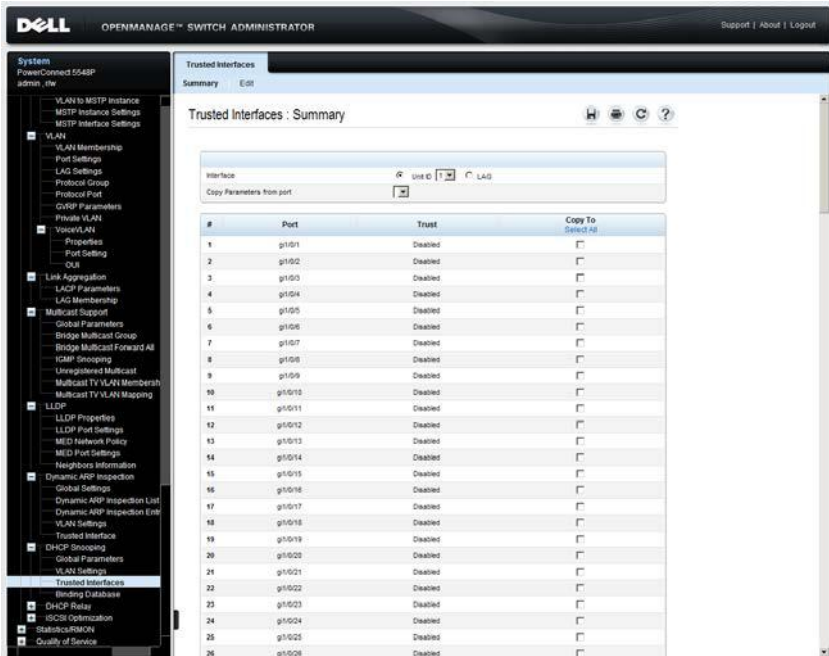 DELL OPENMANAGE™ SWITCH ADMINISTRATOR
Support | About | Logout
System
PowerConnect 5548P
admin , r/w
VLAN to MSTP Instance
MSTP Instance Settings
MSTP Interface Settings
VLAN
VLAN Membership
Port Settings
LAG Settings
Protocol Group
Protocol Port
GVRP Parameters
Private VLAN
VoiceVLAN
Properties
Port Setting
OUI
Link Aggregation
LACP Parameters
LAG Membership
Multicast Support
Global Parameters
Bridge Multicast Group
Bridge Multicast Forward All
IGMP Snooping
Unregistered Multicast
Multicast TV VLAN Membersh
Multicast TV VLAN Mapping
LLDP
LLDP Properties
LLDP Port Settings
MED Network Policy
MED Port Settings
Neighbors Information
Dynamic ARP Inspection
Global Settings
Dynamic ARP Inspection List
Dynamic ARP Inspection Entr
VLAN Settings
Trusted Interface
DHCP Snooping
Global Parameters
VLAN Settings
Trusted Interfaces
Binding Database
DHCP Relay
iSCSI Optimization
Statistics/RMON
Quality of Service
Trusted Interfaces
Summary Edit
Trusted Interfaces : Summary
Interface Unit ID 1 LAG
Copy Parameters from port
# Port Trust Copy To
Select All
1 gi1/0/1 Disabled
2 gi1/0/2 Disabled
3 gi1/0/3 Disabled
4 gi1/0/4 Disabled
5 gi1/0/5 Disabled
6 gi1/0/6 Disabled
7 gi1/0/7 Disabled
8 gi1/0/8 Disabled
9 gi1/0/9 Disabled
10 gi1/0/10 Disabled
11 gi1/0/11 Disabled
12 gi1/0/12 Disabled
13 gi1/0/13 Disabled
14 gi1/0/14 Disabled
15 gi1/0/15 Disabled
16 gi1/0/16 Disabled
17 gi1/0/17 Disabled
18 gi1/0/18 Disabled
19 gi1/0/19 Disabled
20 gi1/0/20 Disabled
21 gi1/0/21 Disabled
22 gi1/0/22 Disabled
23 gi1/0/23 Disabled
24 gi1/0/24 Disabled
25 gi1/0/25 Disabled
26 gi1/0/26 Disabled